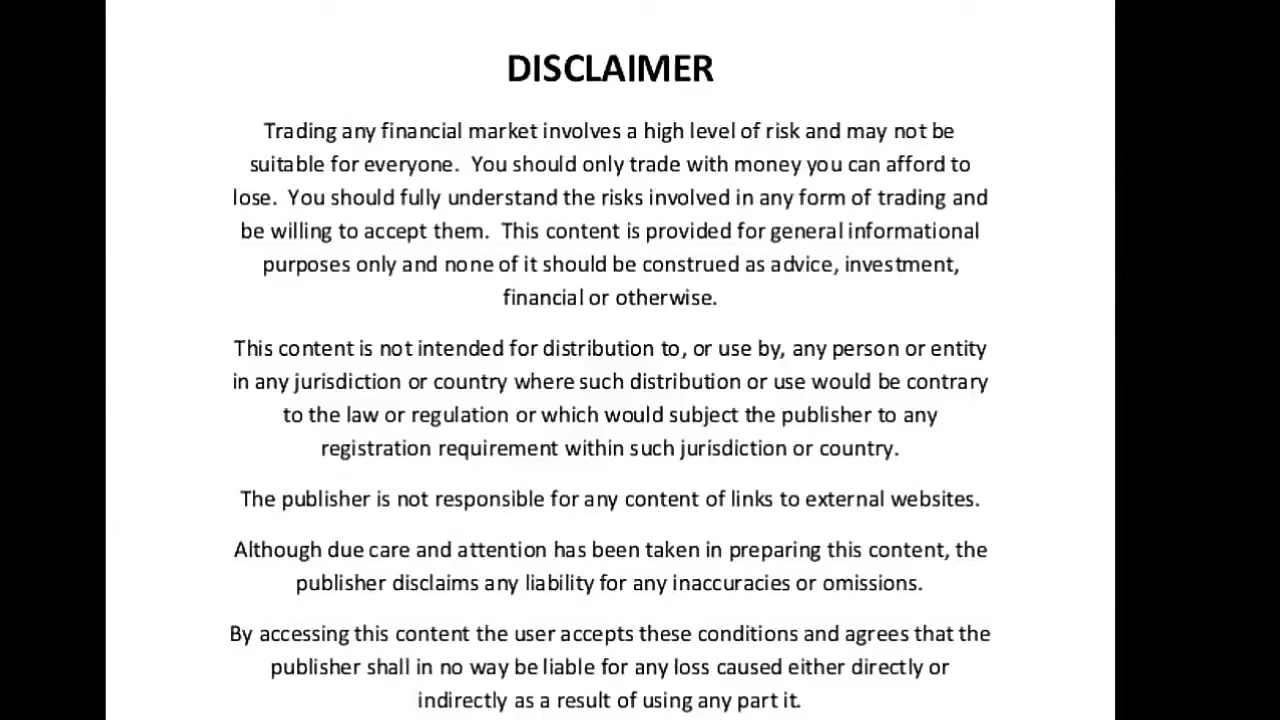 DISCLAIMER
Trading any financial market involves a high level of risk and may not be
suitable for everyone. You should only trade with money you can afford to
lose. You should fully understand the risks involved in any form of trading and
be willing to accept them. This content is provided for general informational
purposes only and none of it should be construed as advice, investment,
financial or otherwise.
This content is not intended for distribution to, or use by, any person or entity
in any jurisdiction or country where such distribution or use would be contrary
to the law or regulation or which would subject the publisher to any
registration requirement within such jurisdiction or country.
The publisher is not responsible for any content of links to external websites.
Although due care and attention has been taken in preparing this content, the
publisher disclaims any liability for any inaccuracies or omissions.
By accessing this content the user accepts these conditions and agrees that the
publisher shall in no way be liable for any loss caused either directly or
indirectly as a result of using any part it.